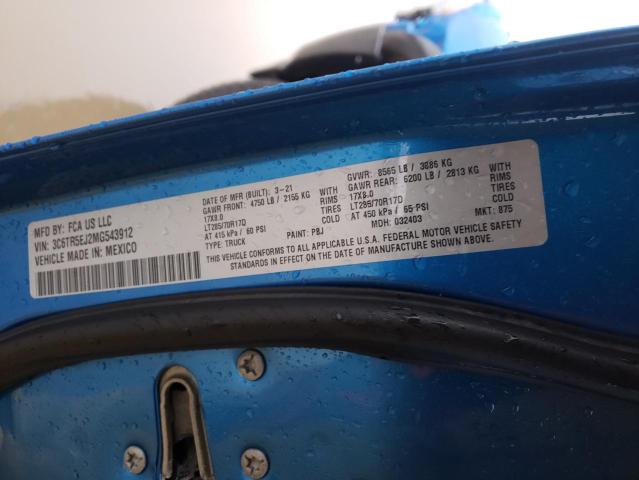 MFD BY: FCA US LLC
DATE OF MFR (BUILT): 3-21
GVWR: 8565 LB / 3886 KG
VIN: 3C6TR5EJ2MG543912
GAWR FRONT: 4750 LB / 2155 KG WITH
GAWR REAR: 6200 LB / 2813 KG WITH
VEHICLE MADE IN: MEXICO
17X8.0 RIMS
17X8.0 RIMS
LT285/70R17D TIRES
LT285/70R17D TIRES
AT 415 kPa / 60 PSI COLD
AT 450 kPa / 65 PSI COLD
TYPE: TRUCK
PAINT: PBJ
MDH: 032403
MKT: 875
THIS VEHICLE CONFORMS TO ALL APPLICABLE U.S.A. FEDERAL MOTOR VEHICLE SAFETY
STANDARDS IN EFFECT ON THE DATE OF MANUFACTURE SHOWN ABOVE.